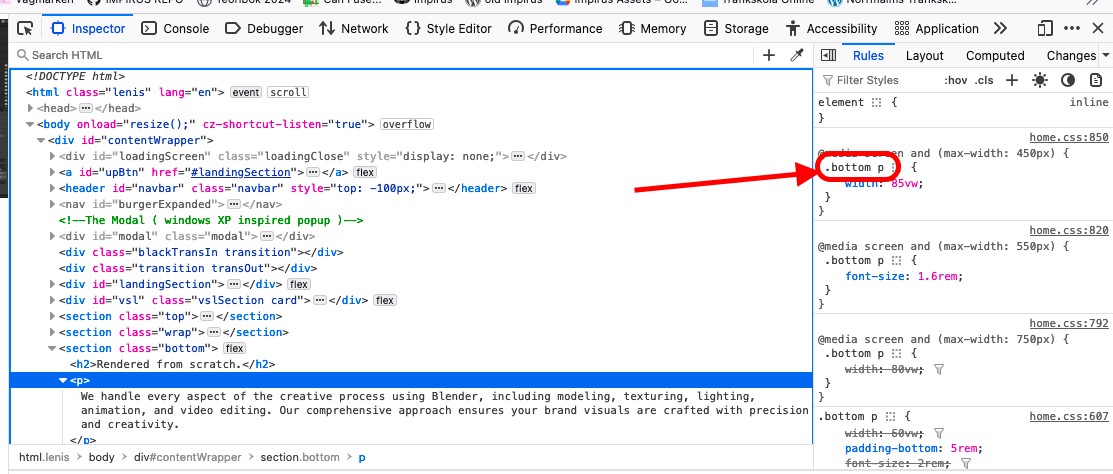 IMPIROS REPO
Teonbok 2024
Impirus
old Impirus
Impirus Assets – Go...
Inspector
Console
Debugger
Network
Style Editor
Performance
Memory
Storage
Accessibility
Application
Search HTML
Rules
Layout
Computed
Changes
Filter Styles
:hov
.cls
<!DOCTYPE html>
<html class="lenis" lang="en"> event scroll
<head> ••• </head>
<body onload="resize();" cz-shortcut-listen="true"> overflow
<div id="contentWrapper">
<div id="loadingScreen" class="loadingClose" style="display: none;"> ••• </div>
<a id="upBtn" href="#landingSection"> ••• </a> flex
<header id="navbar" class="navbar" style="top: -100px;"> ••• </header> flex
<nav id="burgerExpanded"> ••• </nav>
<!--The Modal ( windows XP inspired popup )-->
<div id="modal" class="modal"> ••• </div>
<div class="blackTransIn transition"></div>
<div class="transition transOut"></div>
<div id="landingSection"> ••• </div> flex
<div id="vsl" class="vslSection card"> ••• </div> flex
<section class="top"> ••• </section>
<section class="wrap"> ••• </section>
<section class="bottom"> flex
<h2>Rendered from scratch.</h2>
<p>
We handle every aspect of the creative process using Blender, including modeling, texturing, lighting,
animation, and video editing. Our comprehensive approach ensures your brand visuals are crafted with precision
and creativity.
</p>
html.lenis
body
div#contentWrapper
section.bottom
p
element {
inline
}
home.css:850
@media screen and (max-width: 450px) {
.bottom p {
width: 85vw;
}
}
home.css:820
@media screen and (max-width: 550px) {
.bottom p {
font-size: 1.6rem;
}
}
home.css:792
@media screen and (max-width: 750px) {
.bottom p {
width: 80vw;
}
}
.bottom p {
home.css:607
width: 60vw;
padding-bottom: 5rem;
font-size: 2rem;